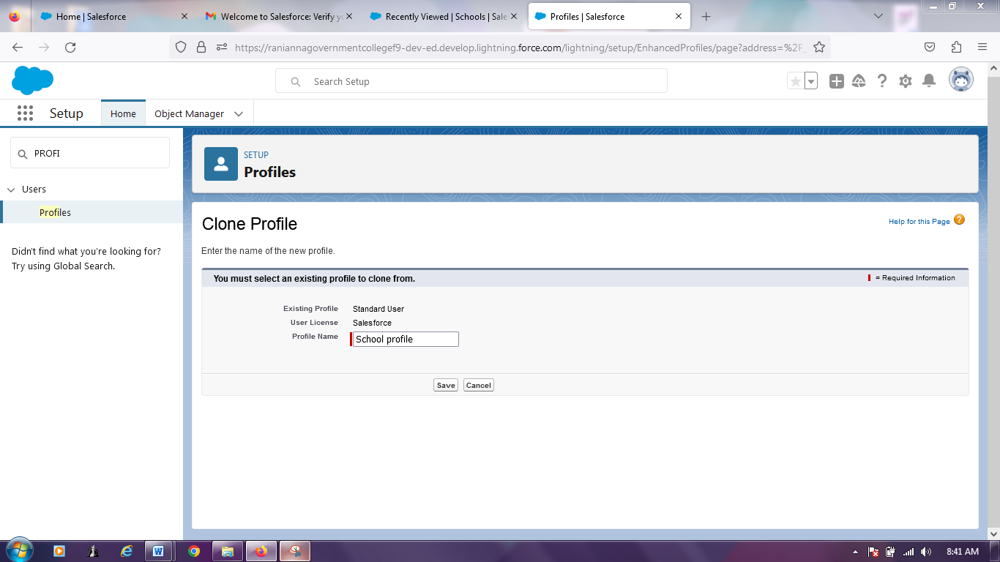 Home | Salesforce
Welcome to Salesforce: Verify yo
Recently Viewed | Schools | Sale
Profiles | Salesforce
https://raniannagovernmentcollegef9-dev-ed.develop.lightning.force.com/lightning/setup/EnhancedProfiles/page?address=%2F_
Search Setup
Setup
Home
Object Manager
PROFI
Users
Profiles
Didn't find what you're looking for?
Try using Global Search.
SETUP
Profiles
Clone Profile
Help for this Page ?
Enter the name of the new profile.
You must select an existing profile to clone from.
= Required Information
Existing Profile Standard User
User License Salesforce
Profile Name School profile
Save Cancel
8:41 AM